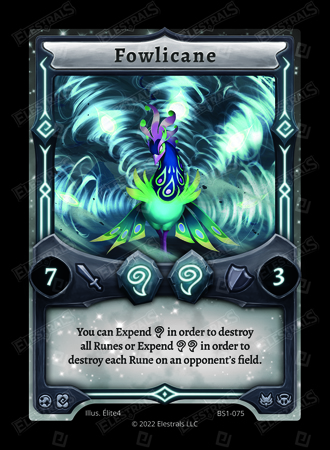 Fowlicane
7
3
You can Expend in order to destroy
all Runes or Expend in order to
destroy each Rune on an opponent's field.
Illus. Élite4
BS1-075
© 2022 Elestrals LLC